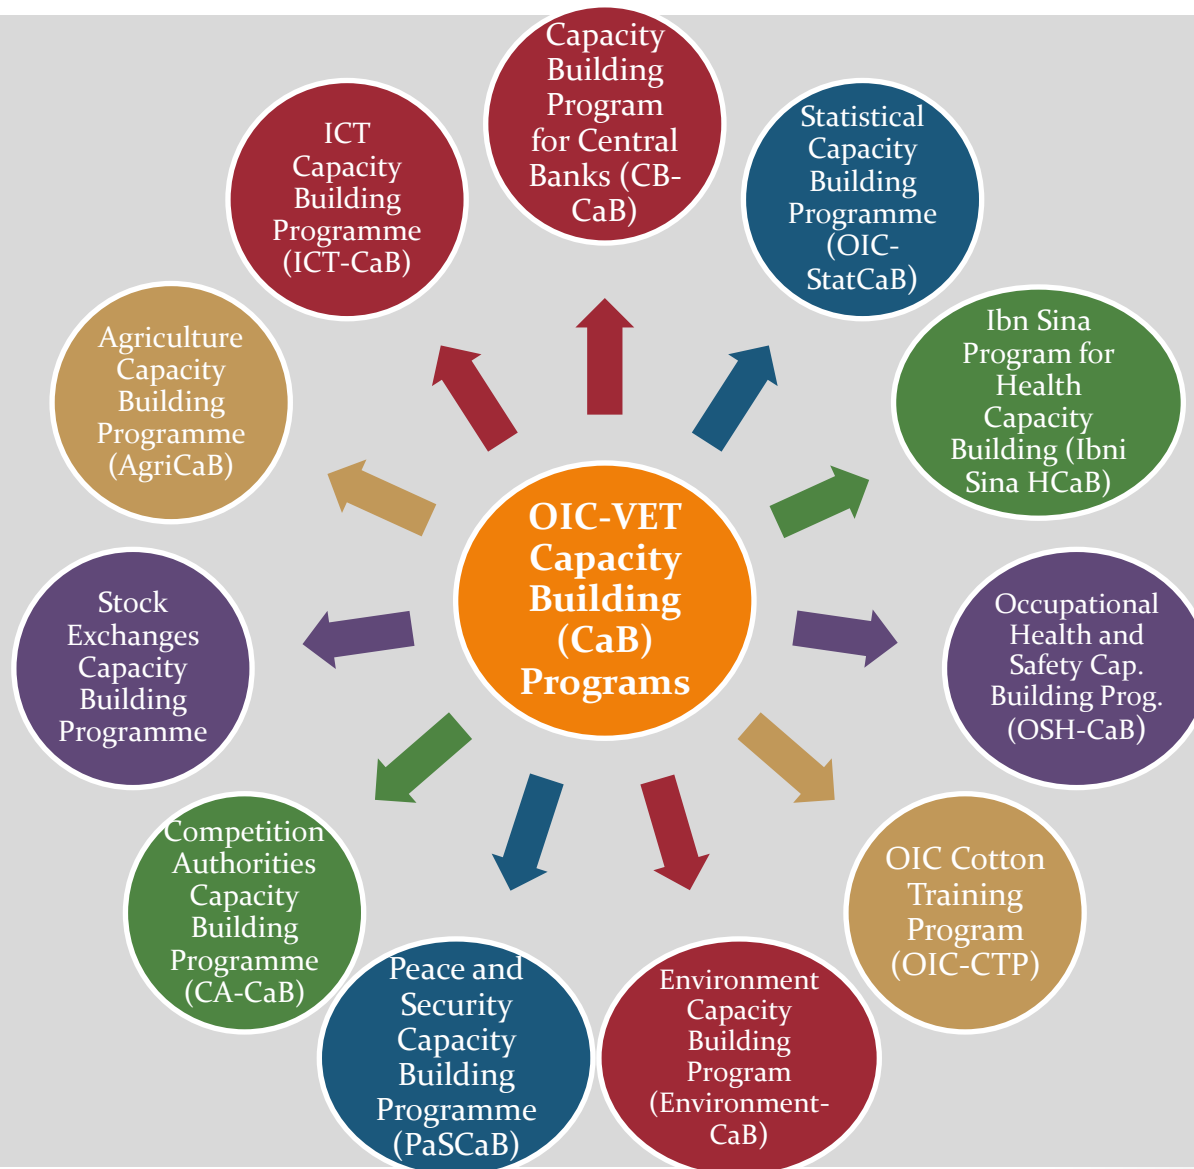 Capacity
Building
Program
for Central
Banks (CB-
CaB)
Statistical
Capacity
Building
Programme
(OIC-
StatCaB)
Ibn Sina
Program for
Health
Capacity
Building (Ibni
Sina HCaB)
Occupational
Health and
Safety Cap.
Building Prog.
(OSH-CaB)
OIC Cotton
Training
Program
(OIC-CTP)
Environment
Capacity
Building
Program
(Environment-
CaB)
Peace and
Security
Capacity
Building
Programme
(PaSCaB)
Competition
Authorities
Capacity
Building
Programme
(CA-CaB)
Stock
Exchanges
Capacity
Building
Programme
Agriculture
Capacity
Building
Programme
(AgriCaB)
ICT
Capacity
Building
Programme
(ICT-CaB)
OIC-VET
Capacity
Building
(CaB)
Programs